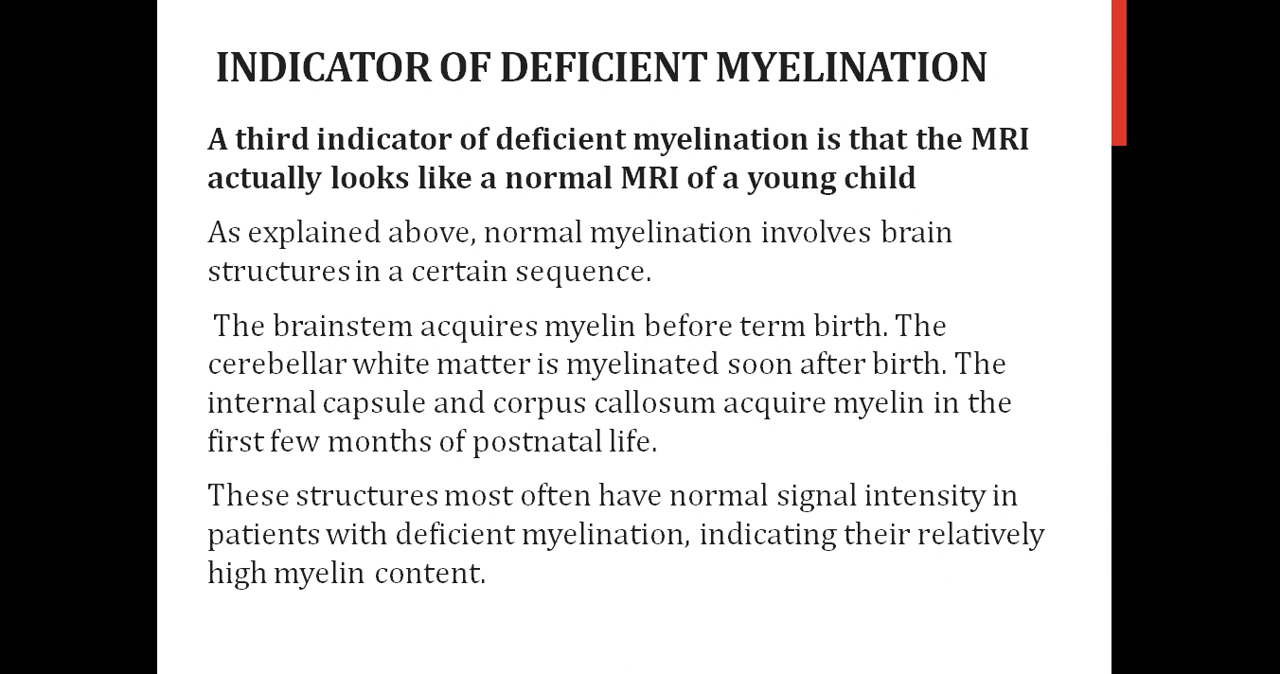 INDICATOR OF DEFICIENT MYELINATION
A third indicator of deficient myelination is that the MRI
actually looks like a normal MRI of a young child
As explained above, normal myelination involves brain
structures in a certain sequence.
The brainstem acquires myelin before term birth. The
cerebellar white matter is myelinated soon after birth. The
internal capsule and corpus callosum acquire myelin in the
first few months of postnatal life.
These structures most often have normal signal intensity in
patients with deficient myelination, indicating their relatively
high myelin content.